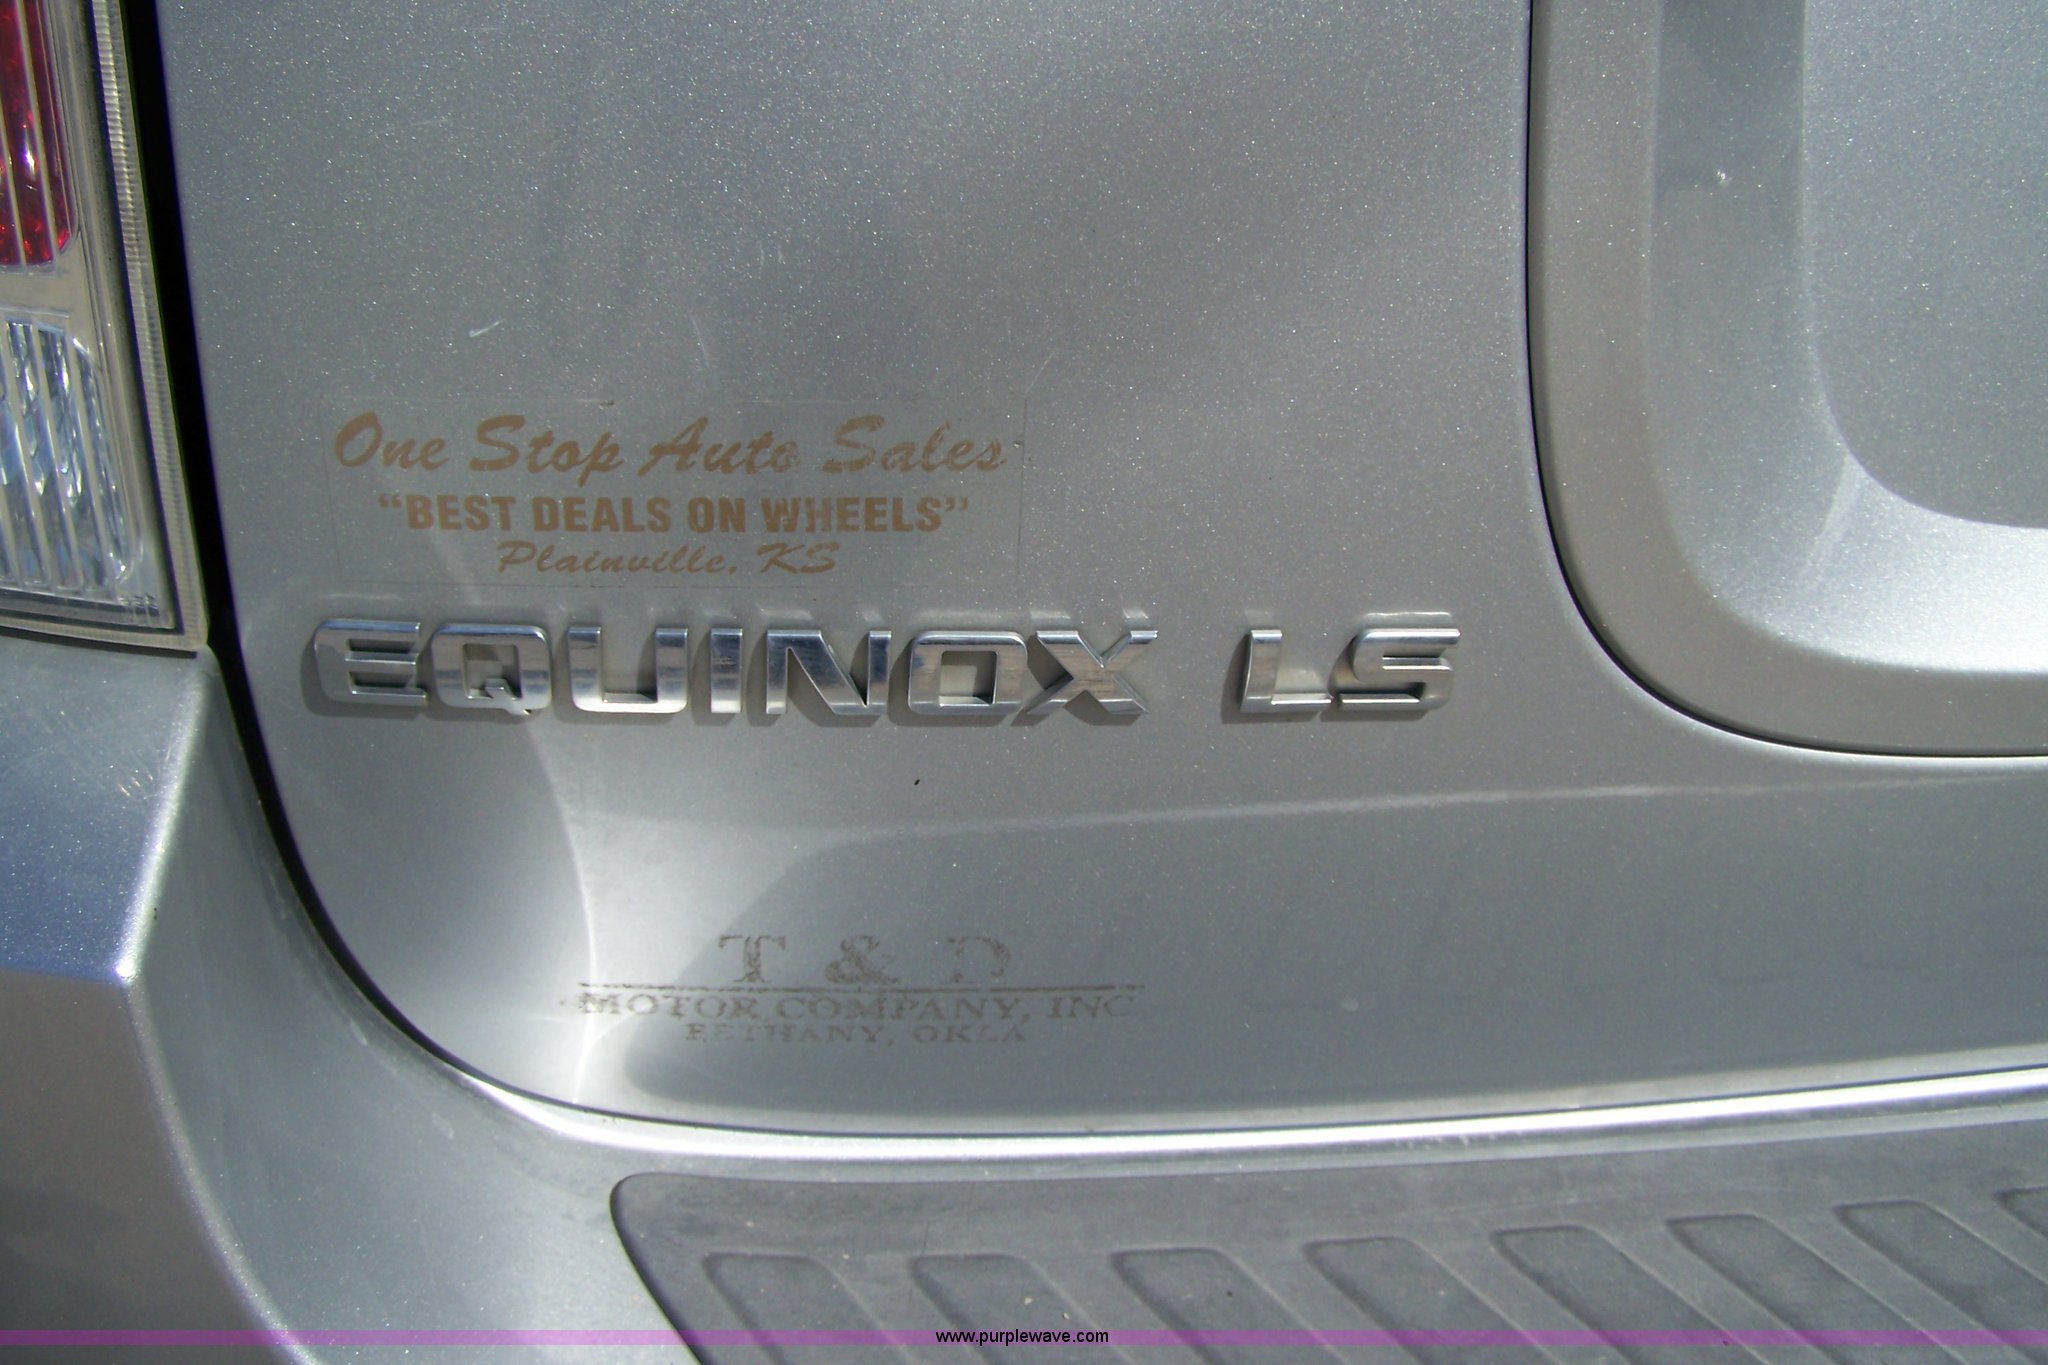 One Stop Auto Sales
“BEST DEALS ON WHEELS”
Plainville, KS
EQUINOX LS
T & D
MOTOR COMPANY, INC
BETHANY, OKLA
www.purplewave.com